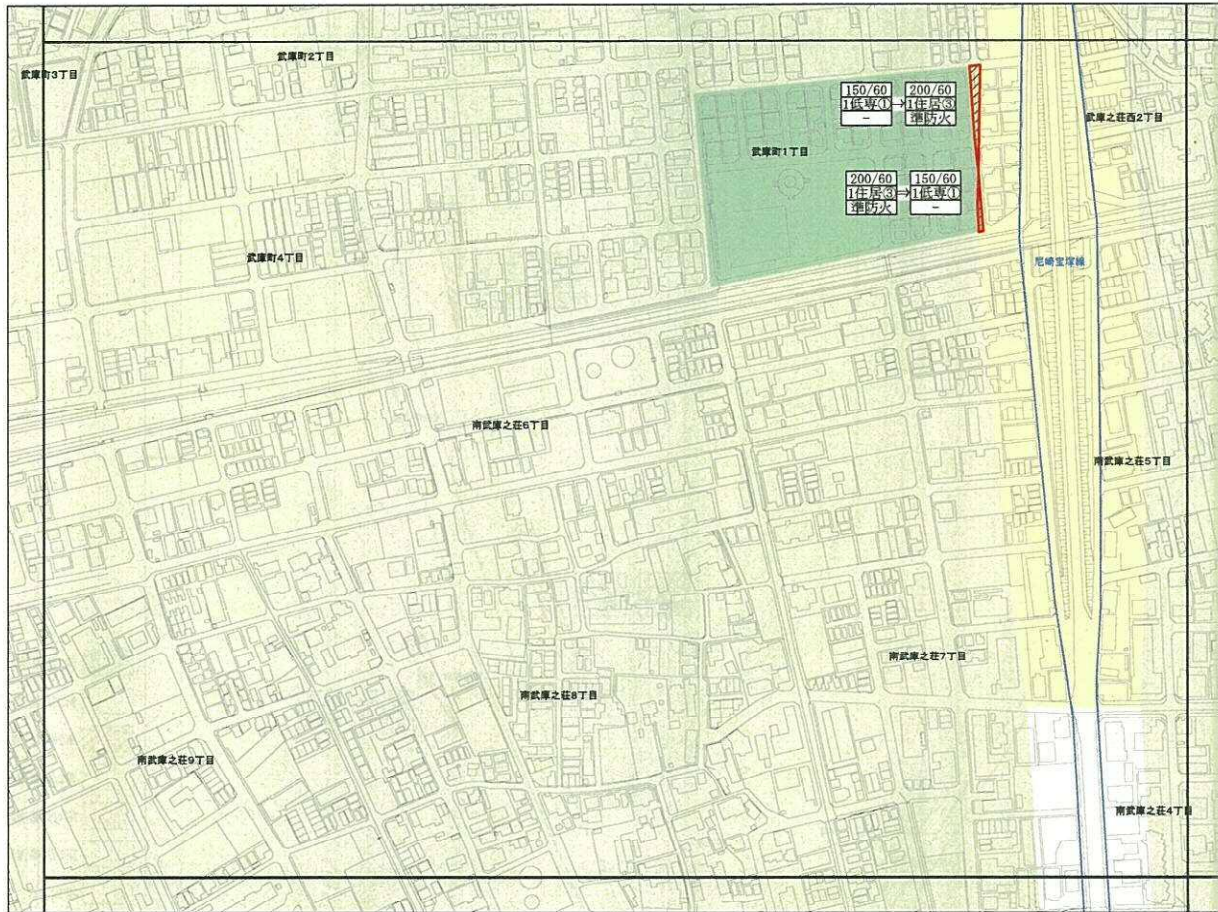 武庫町2丁目
武庫町3丁目
150/60
1低専①
-
→
200/60
1住居③
準防火
武庫之荘西2丁目
武庫町1丁目
200/60
1住居③
準防火
⇒
150/60
1低専①
-
武庫町4丁目
尼崎宝塚線
南武庫之荘6丁目
南武庫之荘5丁目
南武庫之荘7丁目
南武庫之荘8丁目
南武庫之荘9丁目
南武庫之荘4丁目